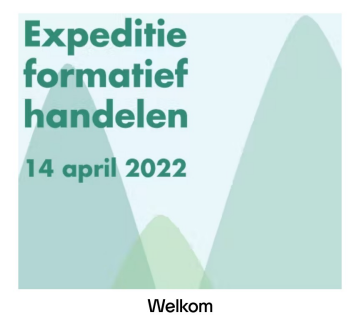 Expeditie
formatief
handelen
14 april 2022
Welkom